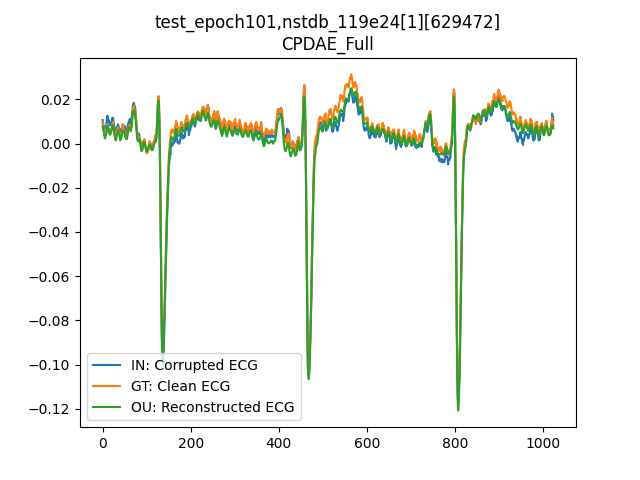 test_epoch101,nstdb_119e24[1][629472]
CPDAE_Full
0.02
0.00
−0.02
−0.04
−0.06
−0.08
−0.10
−0.12
IN: Corrupted ECG
GT: Clean ECG
OU: Reconstructed ECG
0 200 400 600 800 1000